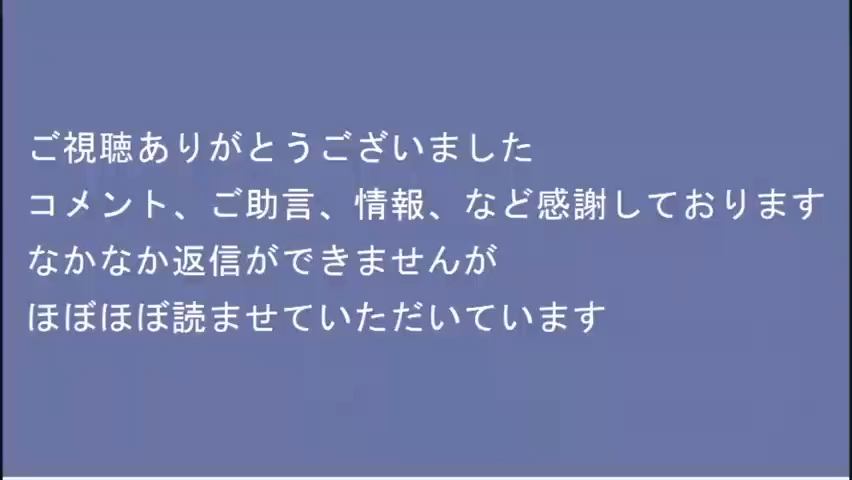 ご視聴ありがとうございました
コメント、ご助言、情報、など感謝しております
なかなか返信ができませんが
ほぼほぼ読ませていただいています